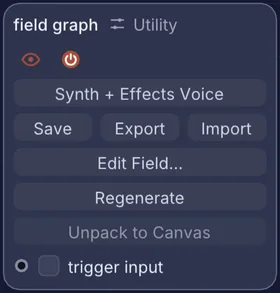 field graph Utility
Synth + Effects Voice
Save Export Import
Edit Field...
Regenerate
Unpack to Canvas
trigger input